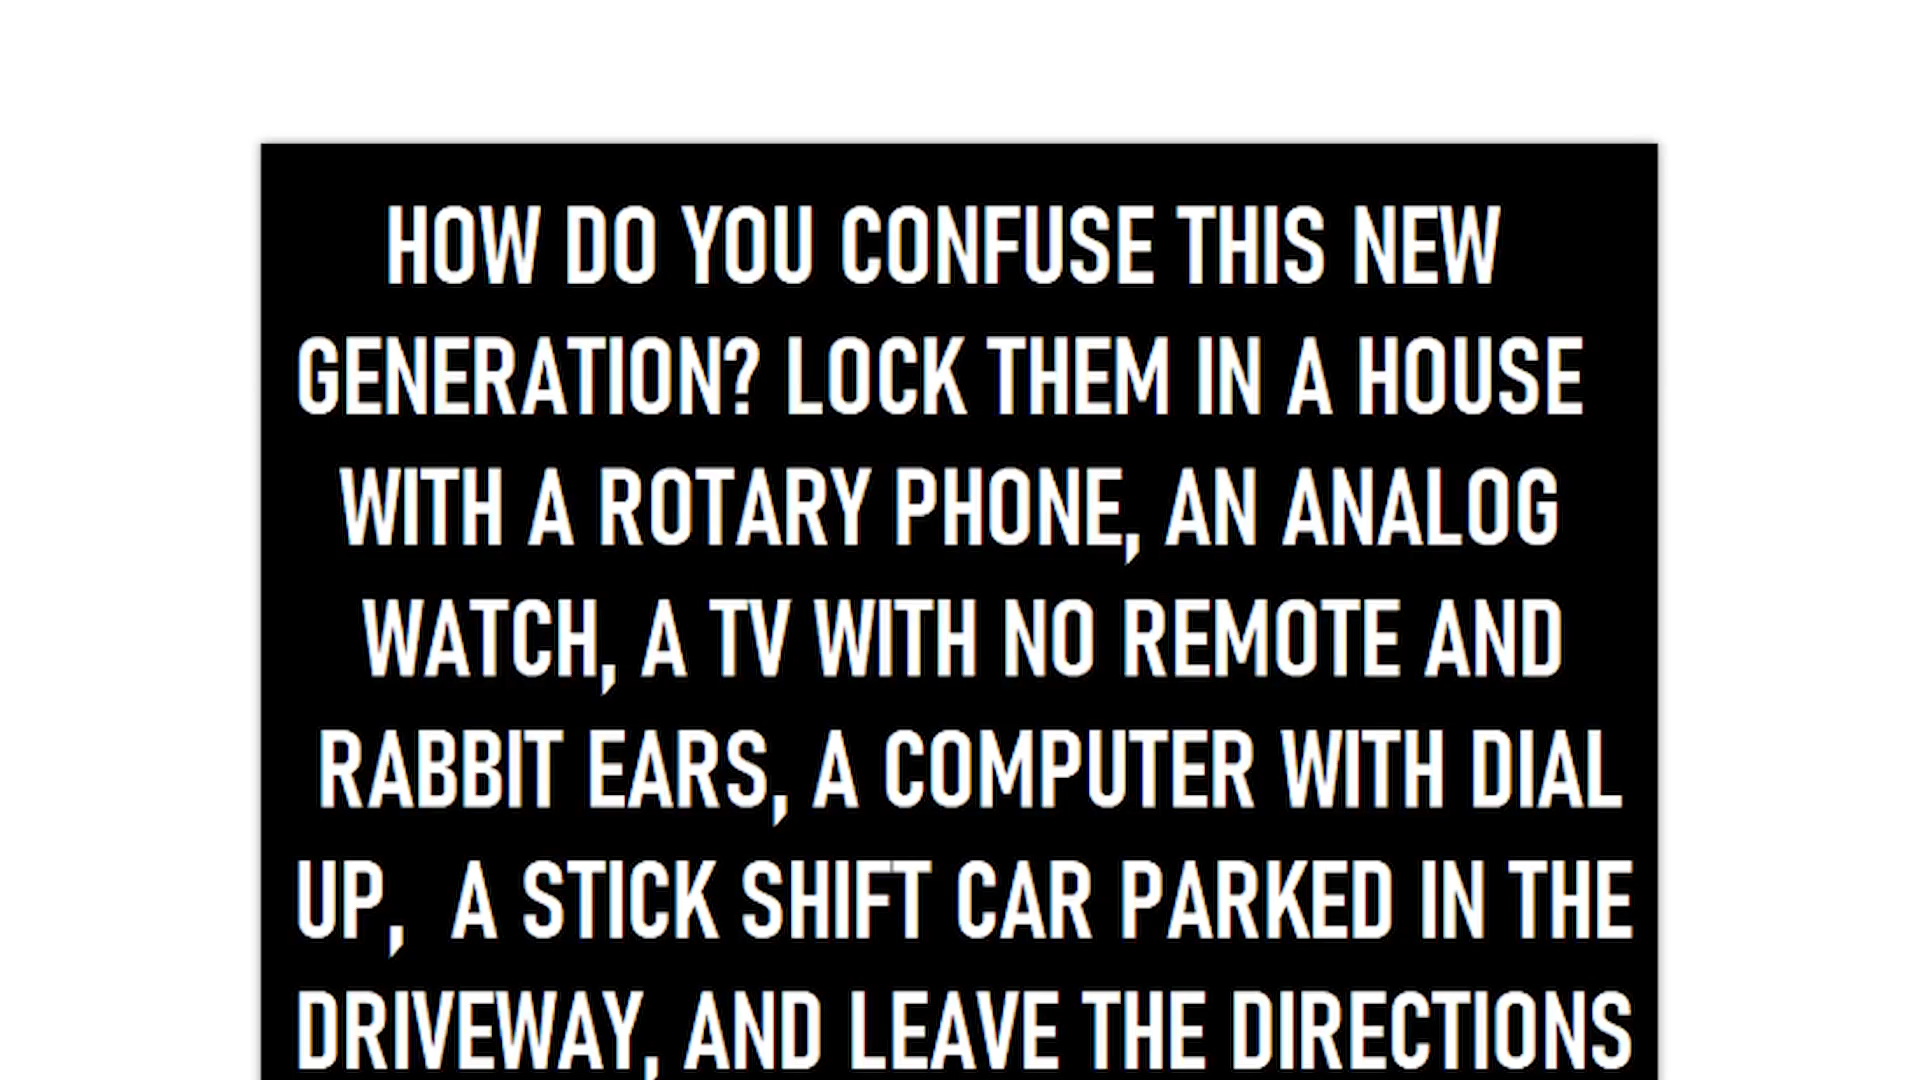 HOW DO YOU CONFUSE THIS NEW
GENERATION? LOCK THEM IN A HOUSE
WITH A ROTARY PHONE, AN ANALOG
WATCH, A TV WITH NO REMOTE AND
RABBIT EARS, A COMPUTER WITH DIAL
UP,  A STICK SHIFT CAR PARKED IN THE
DRIVEWAY, AND LEAVE THE DIRECTIONS